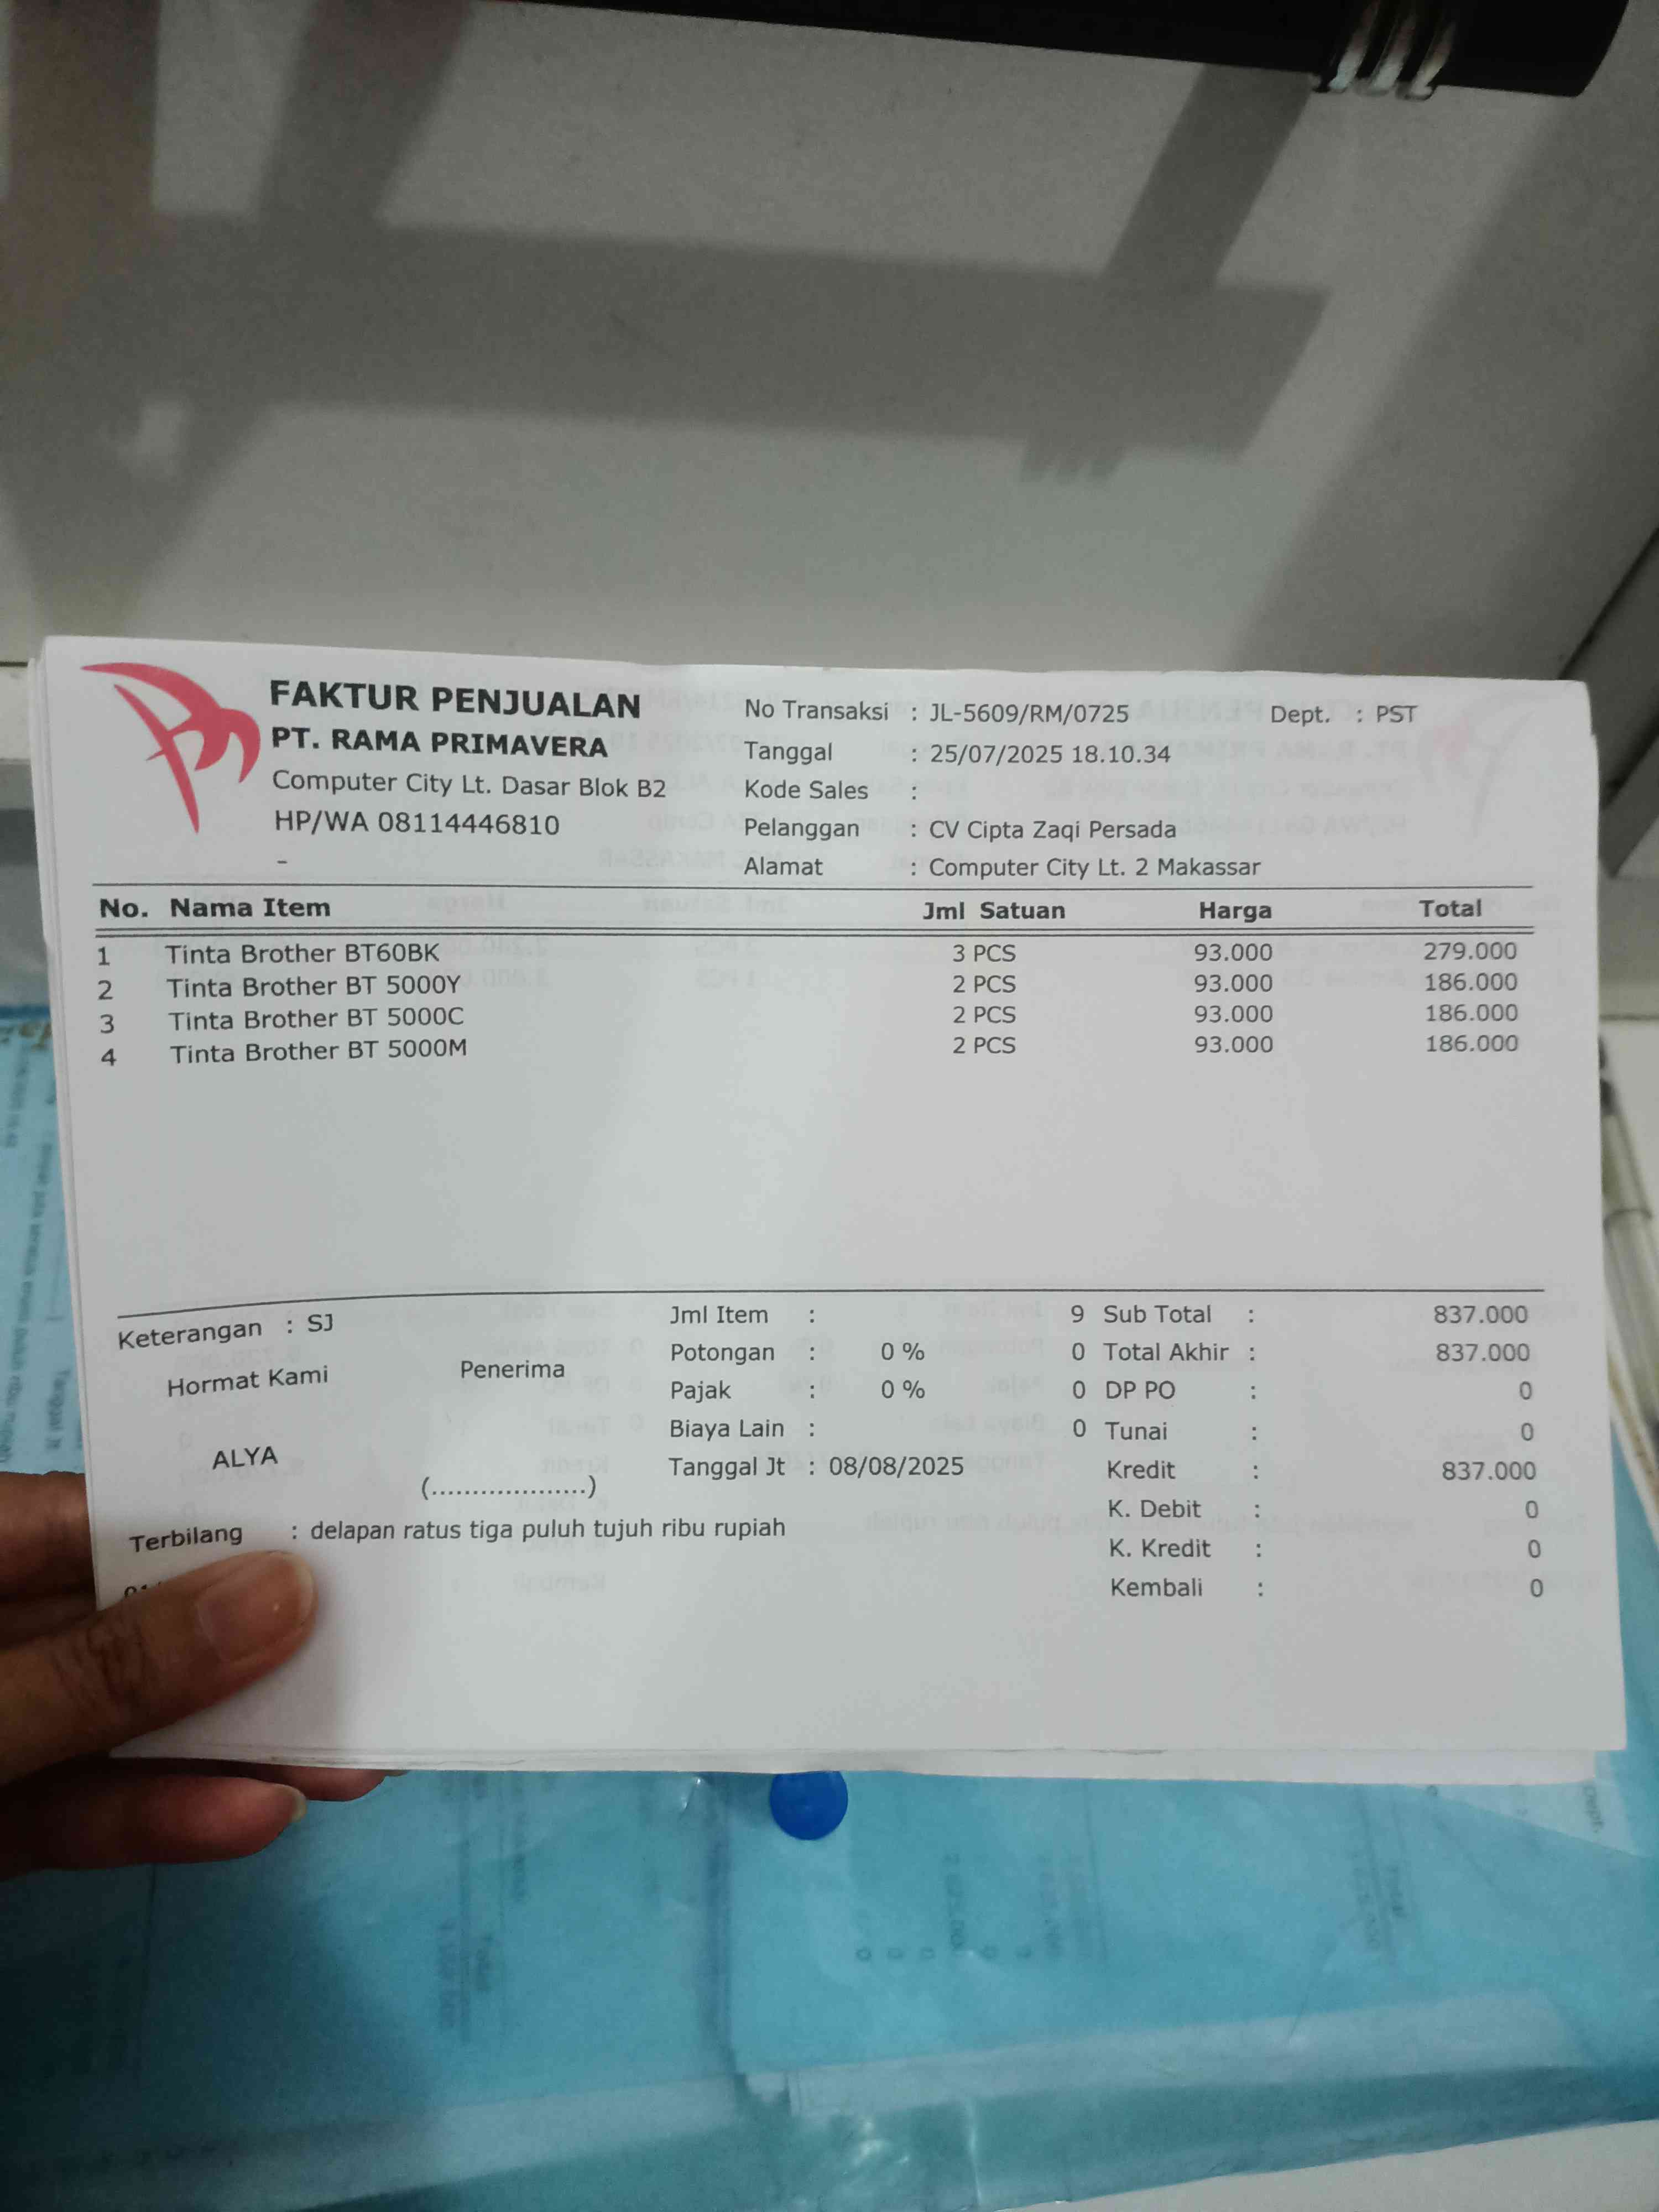 FAKTUR PENJUALAN
PT. RAMA PRIMAVERA
Computer City Lt. Dasar Blok B2
HP/WA 08114446810
-
No Transaksi : JL-5609/RM/0725 Dept. : PST
Tanggal : 25/07/2025 18.10.34
Kode Sales :
Pelanggan : CV Cipta Zaqi Persada
Alamat : Computer City Lt. 2 Makassar
No. Nama Item Jml Satuan Harga Total
1 Tinta Brother BT60BK 3 PCS 93.000 279.000
2 Tinta Brother BT 5000Y 2 PCS 93.000 186.000
3 Tinta Brother BT 5000C 2 PCS 93.000 186.000
4 Tinta Brother BT 5000M 2 PCS 93.000 186.000
Keterangan : SJ
Hormat Kami Penerima
ALYA
(...................)
Jml Item : 9
Potongan : 0 % 0
Pajak : 0 % 0
Biaya Lain : 0
Tanggal Jt : 08/08/2025
Sub Total : 837.000
Total Akhir : 837.000
DP PO : 0
Tunai : 0
Kredit : 837.000
K. Debit : 0
K. Kredit : 0
Kembali : 0
Terbilang : delapan ratus tiga puluh tujuh ribu rupiah